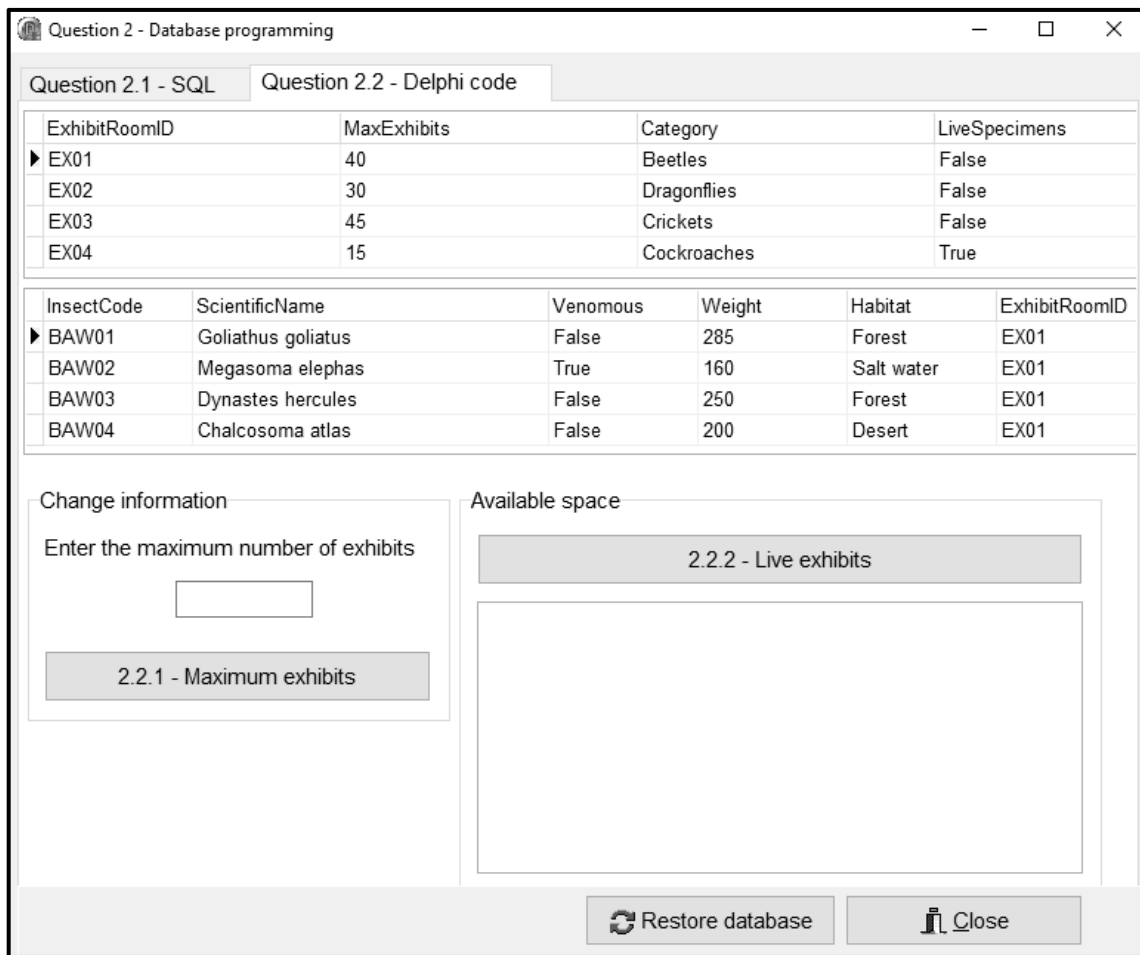 Question 2 - Database programming
Question 2.1 - SQL Question 2.2 - Delphi code
ExhibitRoomID MaxExhibits Category LiveSpecimens
EX01 40 Beetles False
EX02 30 Dragonflies False
EX03 45 Crickets False
EX04 15 Cockroaches True
InsectCode ScientificName Venomous Weight Habitat ExhibitRoomID
BAW01 Goliathus goliatus False 285 Forest EX01
BAW02 Megasoma elephas True 160 Salt water EX01
BAW03 Dynastes hercules False 250 Forest EX01
BAW04 Chalcosoma atlas False 200 Desert EX01
Change information
Enter the maximum number of exhibits
2.2.1 - Maximum exhibits
Available space
2.2.2 - Live exhibits
Restore database Close